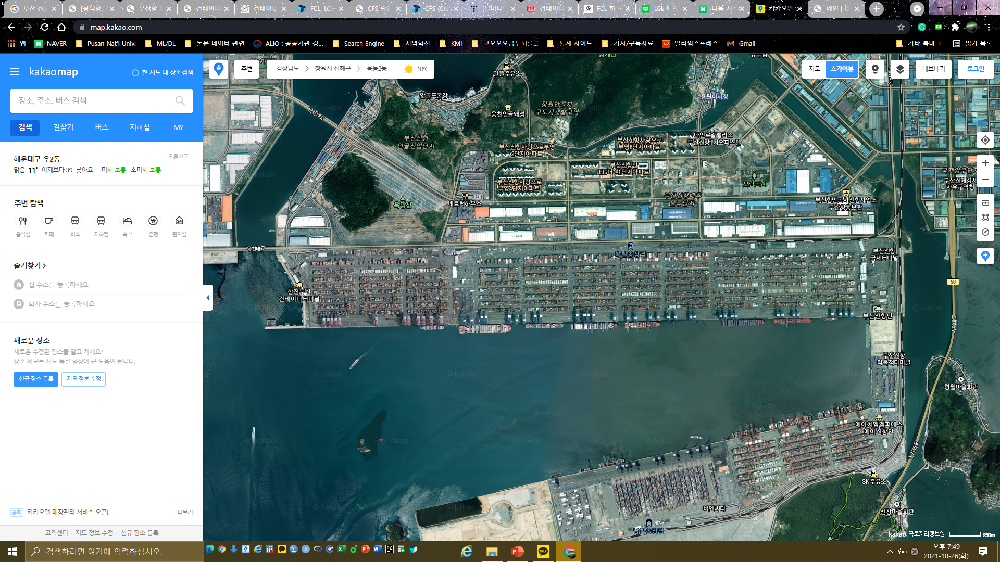 부산 신
[평택항,
부산항
컨테이너
컨테이너
FCL, LCL
CFS 란?
CFS (Co
[날마다
컨테이너
FCL 화물
LCL과 FC
다음 지
카카오맵
메인 | K
map.kakao.com
앱
NAVER
Pusan Nat'l Univ.
ML/DL
논문 데이터 관련
ALIO : 공공기관 경...
Search Engine
지역혁신
KMI
고오오오급두뇌를...
통계 사이트
기사/구독자료
알리익스프레스
Gmail
기타 북마크
읽기 목록
kakaomap
현 지도 내 장소검색
장소, 주소, 버스 검색
검색
길찾기
버스
지하철
MY
해운대구 우2동
오류신고
맑음 11° 어제보다 3℃ 낮아요 미세 보통 초미세 보통
주변 탐색
음식점
카페
버스
지하철
숙박
은행
편의점
즐겨찾기
집 주소를 등록하세요.
회사 주소를 등록하세요.
새로운 장소
새로운 수정된 장소를 알고 계세요?
장소 제보는 지도 품질 향상에 큰 도움이 됩니다.
신규 장소 등록
지도 정보 수정
공지 카카오맵 매장관리 서비스 오픈!
더보기
고객센터 · 지도 정보 수정 · 신규 장소 등록
출
주변
경상남도 > 창원시 진해구 > 웅동2동
10℃
지도
스카이뷰
내보내기
로그인
알뜰주유소
안골포굴강
안골대교
웅천안골왜성
창원안골지
구도시개발구역
용원어시장
부산신항
안골산업단지
부산신항사랑으로부영
2단지아파트
부산신항사랑으로
부영8단지아파트
다인로얄팰리스
부산신항1차오피스텔
부산신항만
EG더원1단지아파트
부산신항사랑으로
부영4단지아파트
모람공원
국제업무단지
부산진해경제
자유구역청
욕망산
내트럭하우스
부산신항배후
물류단지
부산항만공사신항사업소
부산항홍보관
웅천대교
북철송장역
부산신항
국제터미널
한진부산
컨테이너터미널
58
부산신항만
가덕대교
부산신항
다목적터미널
항월마을회관
에이치엠엠피에스
에이신항만
눌차대교
SK주유소
비엔씨티
선창마을회관
남철송장역
kakao, 국토지리정보원
250m
ⓒ kakao
검색하려면 여기에 입력하십시오.
오후 7:49
2021-10-26(화)